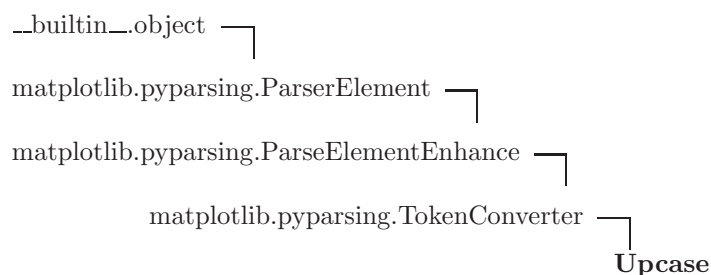 __builtin__.object
matplotlib.pyparsing.ParserElement
matplotlib.pyparsing.ParseElementEnhance
matplotlib.pyparsing.TokenConverter
Upcase